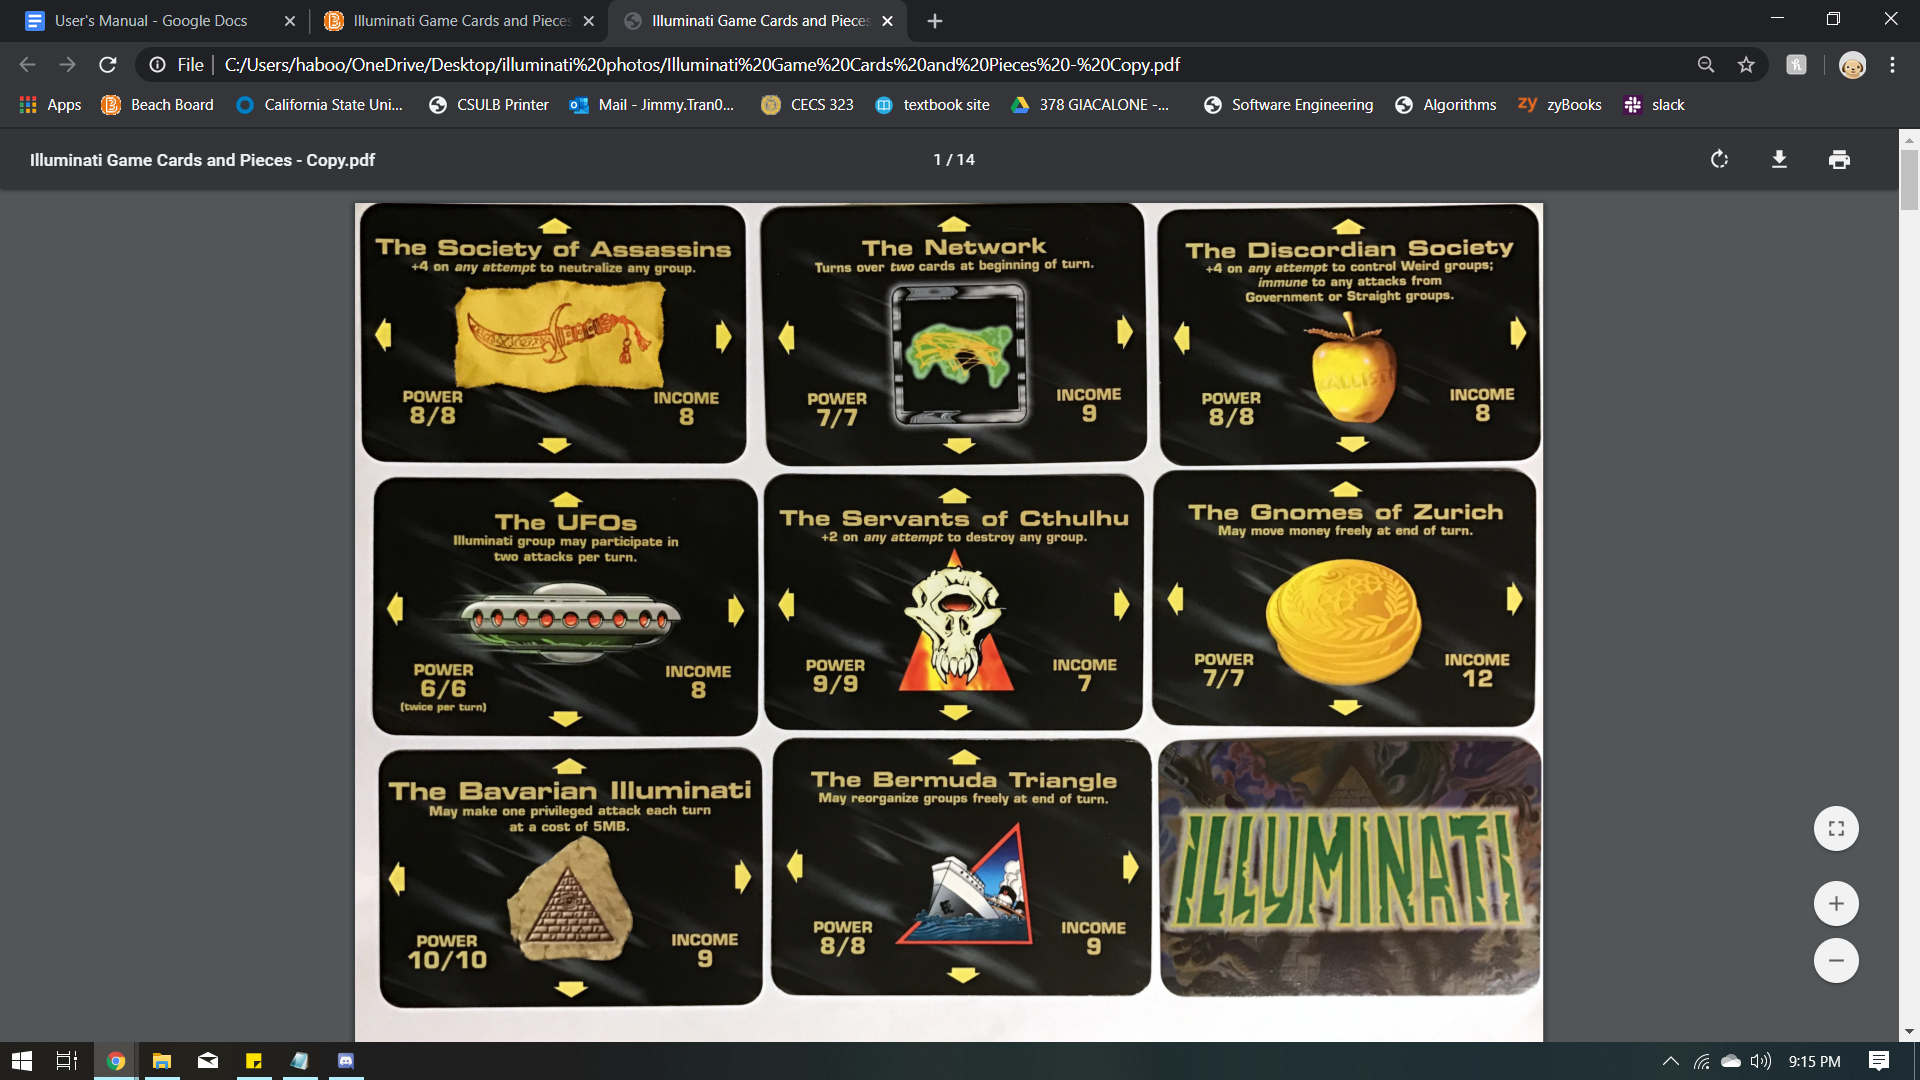 User's Manual - Google Docs
Illuminati Game Cards and Pieces
Illuminati Game Cards and Pieces
File
C:/Users/haboo/OneDrive/Desktop/illuminati%20photos/Illuminati%20Game%20Cards%20and%20Pieces%20-%20Copy.pdf
Apps
Beach Board
California State Uni...
CSULB Printer
Mail - Jimmy.Tran0...
CECS 323
textbook site
378 GIACALONE -...
Software Engineering
Algorithms
zy
zyBooks
slack
Illuminati Game Cards and Pieces - Copy.pdf
1 / 14
The Society of Assassins
+4 on any attempt to neutralize any group.
POWER
8/8
INCOME
8
The Network
Turns over two cards at beginning of turn.
POWER
7/7
INCOME
9
The Discordian Society
+4 on any attempt to control Weird groups;
immune to any attacks from
Government or Straight groups.
KALLISTI
POWER
8/8
INCOME
8
The UFOs
Illuminati group may participate in
two attacks per turn.
POWER
6/6
(twice per turn)
INCOME
8
The Servants of Cthulhu
+2 on any attempt to destroy any group.
POWER
9/9
INCOME
7
The Gnomes of Zurich
May move money freely at end of turn.
POWER
7/7
INCOME
12
The Bavarian Illuminati
May make one privileged attack each turn
at a cost of 5MB.
POWER
10/10
INCOME
9
The Bermuda Triangle
May reorganize groups freely at end of turn.
POWER
8/8
INCOME
9
ILLUMINATI
9:15 PM